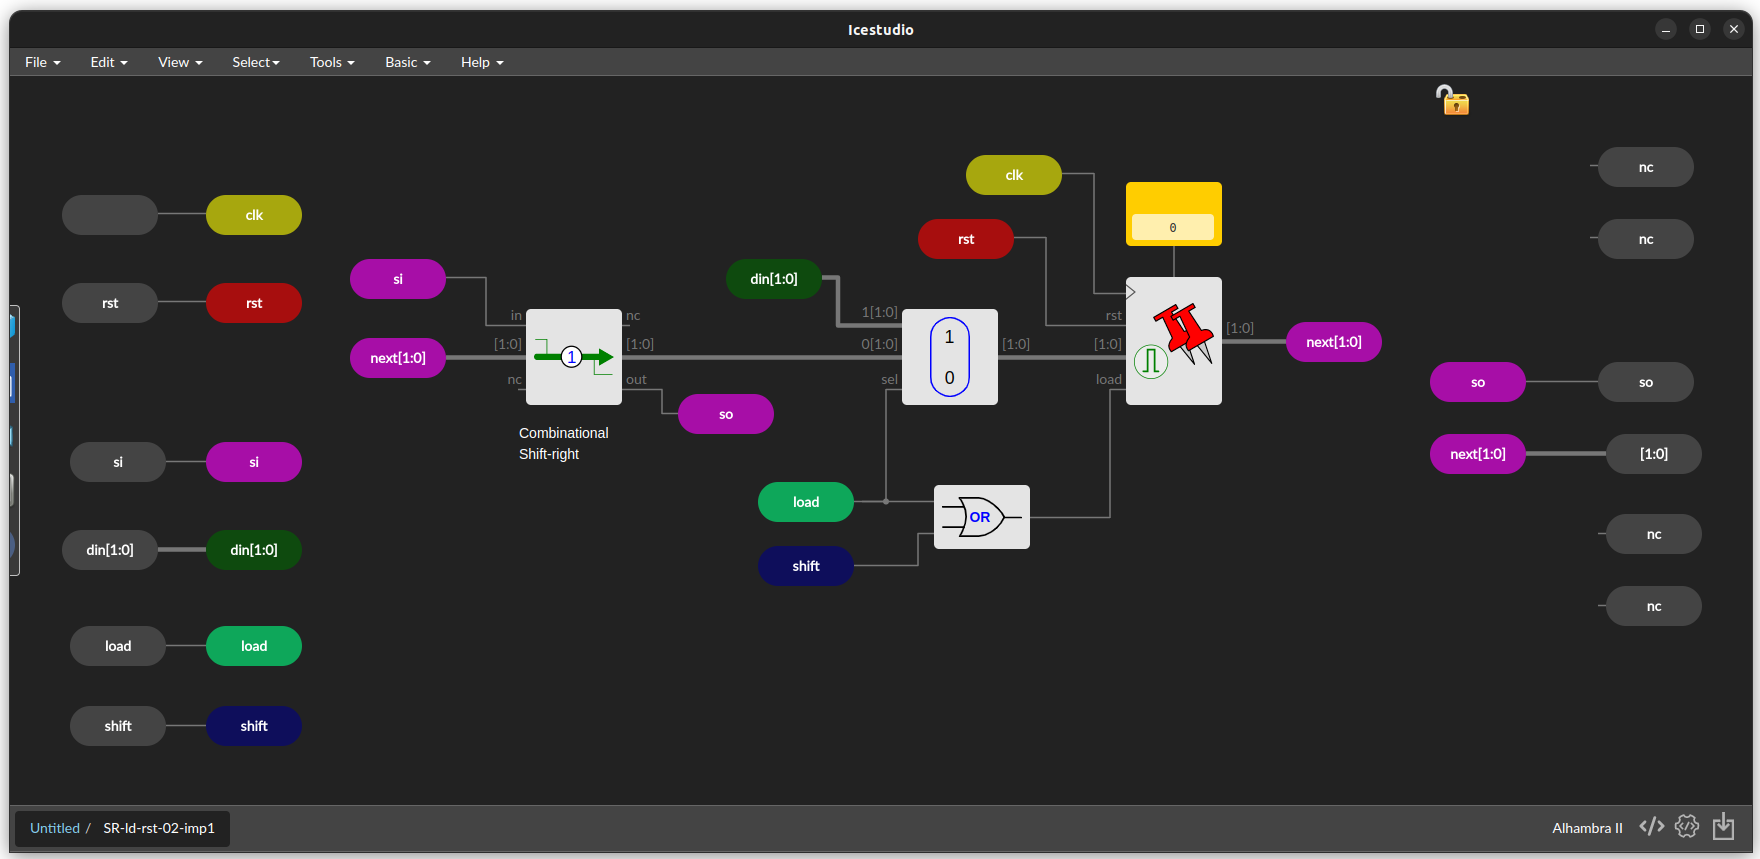 Icestudio
File Edit View Select Tools Basic Help
nc
clk
clk
rst
nc
0
rst
rst
si
din[1:0]
in
nc
1[1:0]
rst
[1:0]
next[1:0]
[1:0]
1
[1:0]
0[1:0]
1
0
[1:0]
[1:0]
next[1:0]
nc
out
sel
load
so
so
so
Combinational
Shift-right
si
si
next[1:0]
[1:0]
load
OR
nc
din[1:0]
din[1:0]
shift
nc
load
load
shift
shift
Untitled / SR-ld-rst-02-imp1
Alhambra II